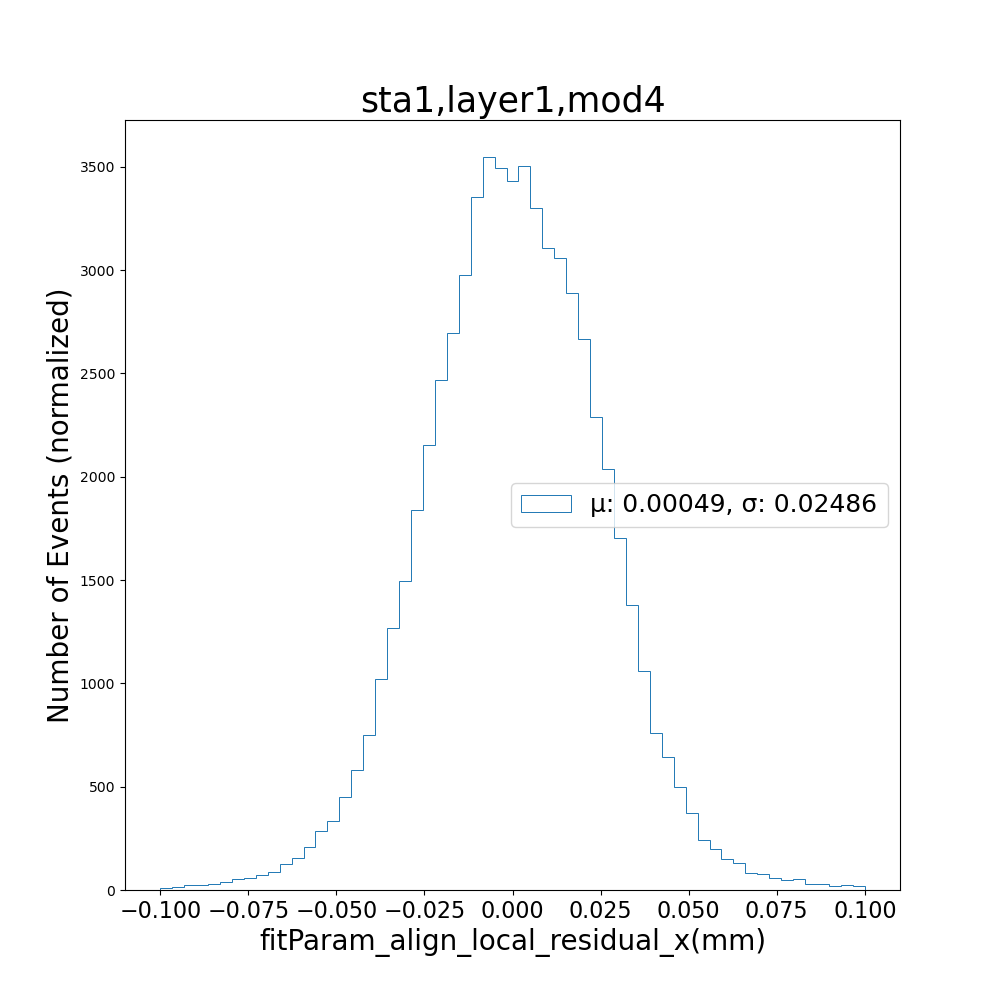 sta1,layer1,mod4
Number of Events (normalized)
3500
3000
2500
2000
1500
1000
500
0
μ: 0.00049, σ: 0.02486
−0.100 −0.075 −0.050 −0.025 0.000 0.025 0.050 0.075 0.100
fitParam_align_local_residual_x(mm)